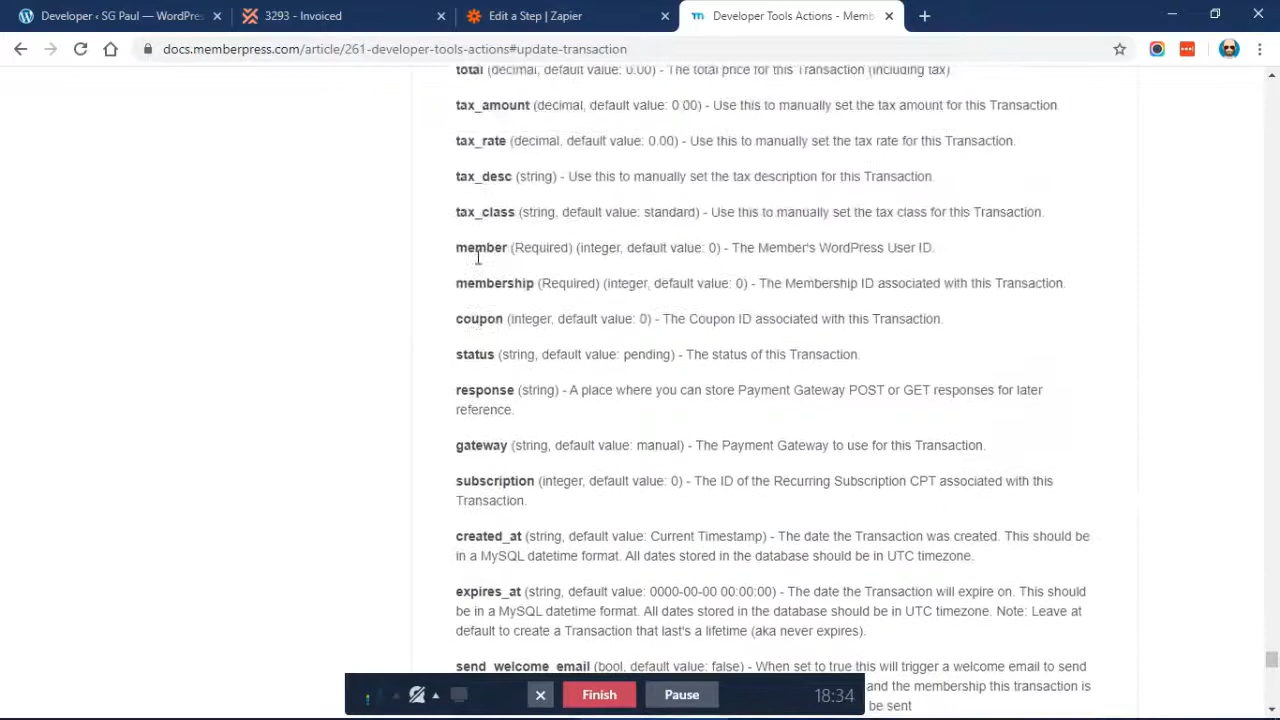 Developer ‹ SG Paul — WordPres
3293 - Invoiced
Edit a Step | Zapier
Developer Tools Actions - Memb
docs.memberpress.com/article/261-developer-tools-actions#update-transaction
total (decimal, default value: 0.00) - The total price for this Transaction (including tax)
tax_amount (decimal, default value: 0 00) - Use this to manually set the tax amount for this Transaction
tax_rate (decimal, default value: 0.00) - Use this to manually set the tax rate for this Transaction.
tax_desc (string) - Use this to manually set the tax description for this Transaction.
tax_class (string, default value: standard) - Use this to manually set the tax class for this Transaction.
member (Required) (integer, default value: 0) - The Member's WordPress User ID.
membership (Required) (integer, default value: 0) - The Membership ID associated with this Transaction.
coupon (integer, default value: 0) - The Coupon ID associated with this Transaction.
status (string, default value: pending) - The status of this Transaction.
response (string) - A place where you can store Payment Gateway POST or GET responses for later
reference.
gateway (string, default value: manual) - The Payment Gateway to use for this Transaction.
subscription (integer, default value: 0) - The ID of the Recurring Subscription CPT associated with this
Transaction.
created_at (string, default value: Current Timestamp) - The date the Transaction was created. This should be
in a MySQL datetime format. All dates stored in the database should be in UTC timezone.
expires_at (string, default value: 0000-00-00 00:00:00) - The date the Transaction will expire on. This should
be in a MySQL datetime format. All dates stored in the database should be in UTC timezone. Note: Leave at
default to create a Transaction that last's a lifetime (aka never expires).
send_welcome_email (bool, default value: false) - When set to true this will trigger a welcome email to send
and the membership this transaction is
be sent
Finish
Pause
18:34